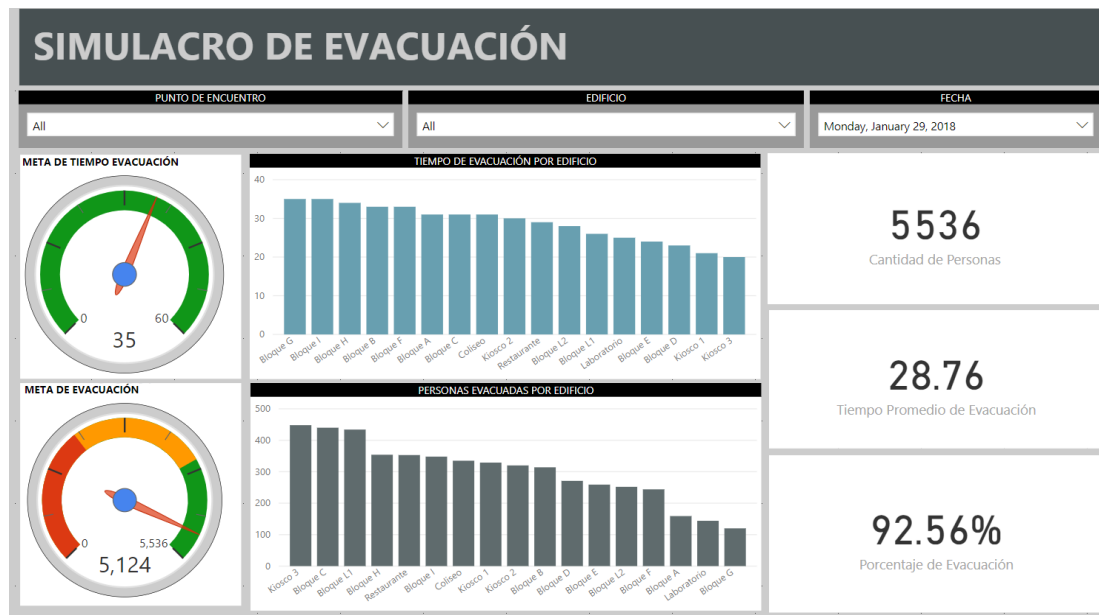 SIMULACRO DE EVACUACIÓN
PUNTO DE ENCUENTRO
EDIFICIO
FECHA
All
All
Monday, January 29, 2018
META DE TIEMPO EVACUACIÓN
0
60
35
TIEMPO DE EVACUACIÓN POR EDIFICIO
40
30
20
10
0
Bloque G
Bloque I
Bloque H
Bloque B
Bloque F
Bloque A
Bloque C
Coliseo
Kiosco 2
Restaurante
Bloque L2
Bloque L1
Laboratorio
Bloque E
Bloque D
Kiosco 1
Kiosco 3
5536
Cantidad de Personas
28.76
Tiempo Promedio de Evacuación
META DE EVACUACIÓN
0
5,536
5,124
PERSONAS EVACUADAS POR EDIFICIO
500
400
300
200
100
0
Kiosco 3
Bloque C
Bloque L1
Bloque H
Restaurante
Bloque I
Coliseo
Kiosco 1
Kiosco 2
Bloque B
Bloque D
Bloque E
Bloque L2
Bloque F
Bloque A
Laboratorio
Bloque G
92.56%
Porcentaje de Evacuación